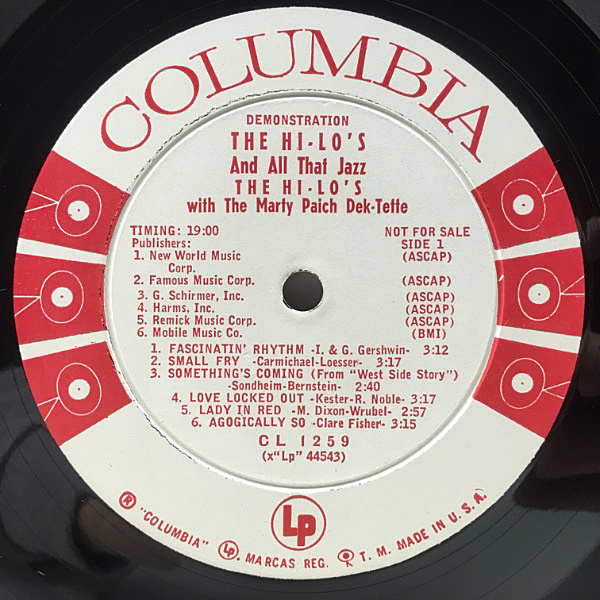 COLUMBIA
DEMONSTRATION
THE HI-LO'S
And All That Jazz
THE HI-LO'S
with The Marty Paich Dek-Tette
TIMING: 19:00 NOT FOR SALE
Publishers: SIDE 1
1. New World Music (ASCAP)
Corp.
2. Famous Music Corp. (ASCAP)
3. G. Schirmer, Inc. (ASCAP)
4. Harms, Inc. (ASCAP)
5. Remick Music Corp. (ASCAP)
6. Mobile Music Co. (BMI)
1. FASCINATIN' RHYTHM -I. & G. Gershwin- 3:12
2. SMALL FRY -Carmichael-Loesser- 3:17
3. SOMETHING'S COMING (From "West Side Story")
-Sondheim-Bernstein- 2:40
4. LOVE LOCKED OUT -Kester-R. Noble- 3:17
5. LADY IN RED -M. Dixon-Wrubel- 2:57
6. AGOGICALLY SO -Clare Fisher- 3:15
CL 1259
(x"Lp" 44543)
Lp
® "COLUMBIA" Lp. MARCAS REG. T. M. MADE IN U.S.A.